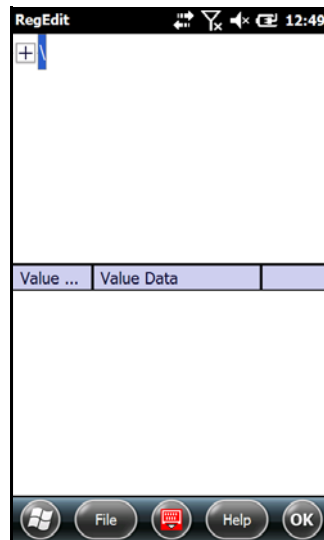 RegEdit 12:49
\
Value ... Value Data
File Help OK